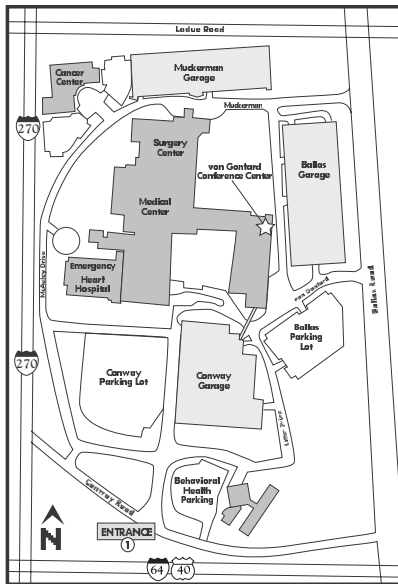 Ladue Road
Muckerman
Garage
Cancer
Center
Muckerman
270
Surgery
Center
von Gontard
Conference Center
Ballas
Garage
Medical
Center
Emergency
Heart
Hospital
McAuley Drive
von Gontard
Ballas Road
Ballas
Parking
Lot
270
Conway
Parking Lot
Conway
Garage
Behavioral
Health
Parking
Conway Road
N
ENTRANCE
1
64
40